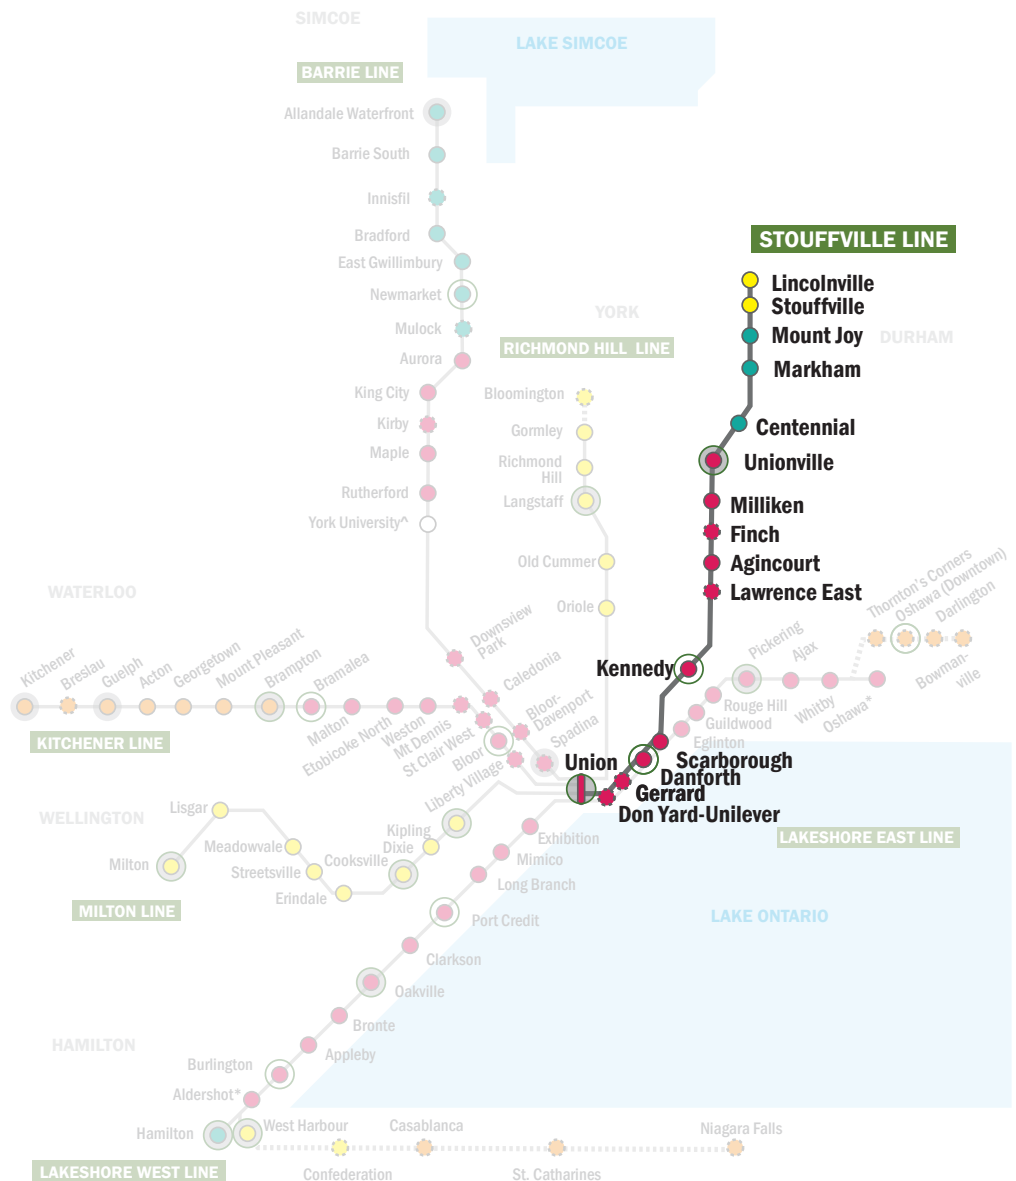 SIMCOE
LAKE SIMCOE
BARRIE LINE
Allandale Waterfront
Barrie South
Innisfil
Bradford
East Gwillimbury
Newmarket
Mulock
Aurora
King City
Kirby
Maple
Rutherford
York University^
STOUFFVILLE LINE
Lincolnville
Stouffville
Mount Joy
Markham
Centennial
Unionville
Milliken
Finch
Agincourt
Lawrence East
Kennedy
Scarborough
Danforth
Gerrard
Don Yard-Unilever
Union
YORK
DURHAM
RICHMOND HILL LINE
Bloomington
Gormley
Richmond
Hill
Langstaff
Old Cummer
Oriole
WATERLOO
Kitchener
Breslau
Guelph
Acton
Georgetown
Mount Pleasant
Brampton
Bramalea
Malton
Etobicoke North
Weston
Mt Dennis
St Clair West
Bloor
Liberty Village
KITCHENER LINE
Downsview
Park
Caledonia
Bloor-
Davenport
Spadina
Thornton's Corners
Oshawa (Downtown)
Darlington
Bowman-
ville
Pickering
Ajax
Whitby
Oshawa*
Rouge Hill
Guildwood
Eglinton
LAKESHORE EAST LINE
WELLINGTON
Lisgar
Milton
Meadowvale
Streetsville
Erindale
Cooksville
Dixie
Kipling
MILTON LINE
Exhibition
Mimico
Long Branch
Port Credit
Clarkson
Oakville
Bronte
Appleby
Burlington
Aldershot*
Hamilton
West Harbour
LAKE ONTARIO
HAMILTON
Casablanca
Niagara Falls
Confederation
St. Catharines
LAKESHORE WEST LINE